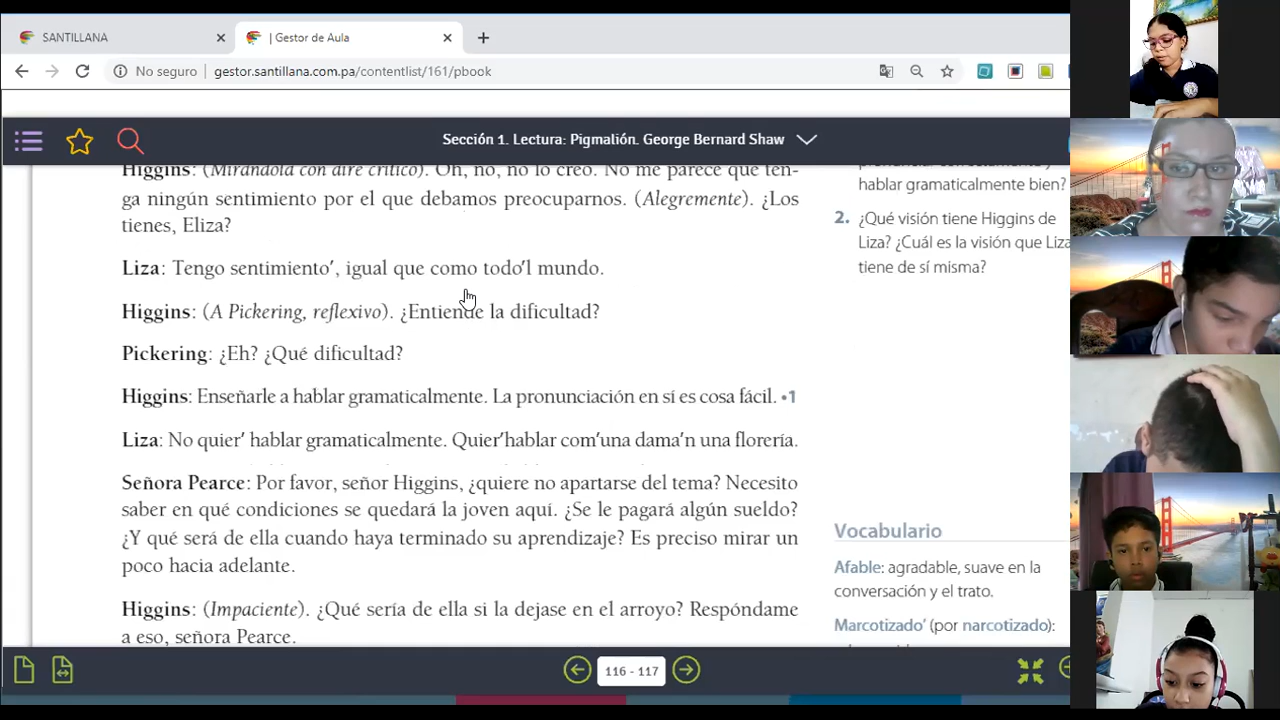 SANTILLANA
| Gestor de Aula
No seguro | gestor.santillana.com.pa/contentlist/161/pbook
Sección 1. Lectura: Pigmalión. George Bernard Shaw
Higgins: (Mirándola con aire crítico). Oh, no, no lo creo. No me parece que ten-
ga ningún sentimiento por el que debamos preocuparnos. (Alegremente). ¿Los
tienes, Eliza?
Liza: Tengo sentimiento’, igual que como todo’l mundo.
Higgins: (A Pickering, reflexivo). ¿Entiende la dificultad?
Pickering: ¿Eh? ¿Qué dificultad?
Higgins: Enseñarle a hablar gramaticalmente. La pronunciación en sí es cosa fácil. •1
Liza: No quier’ hablar gramaticalmente. Quier’hablar com’una dama’n una florería.
Señora Pearce: Por favor, señor Higgins, ¿quiere no apartarse del tema? Necesito
saber en qué condiciones se quedará la joven aquí. ¿Se le pagará algún sueldo?
¿Y qué será de ella cuando haya terminado su aprendizaje? Es preciso mirar un
poco hacia adelante.
Higgins: (Impaciente). ¿Qué sería de ella si la dejase en el arroyo? Respóndame
a eso, señora Pearce.
pronunciar correctamente y
hablar gramaticalmente bien?
2. ¿Qué visión tiene Higgins de
Liza? ¿Cuál es la visión que Liza
tiene de sí misma?
Vocabulario
Afable: agradable, suave en la
conversación y el trato.
Marcotizado’ (por narcotizado):
116 - 117